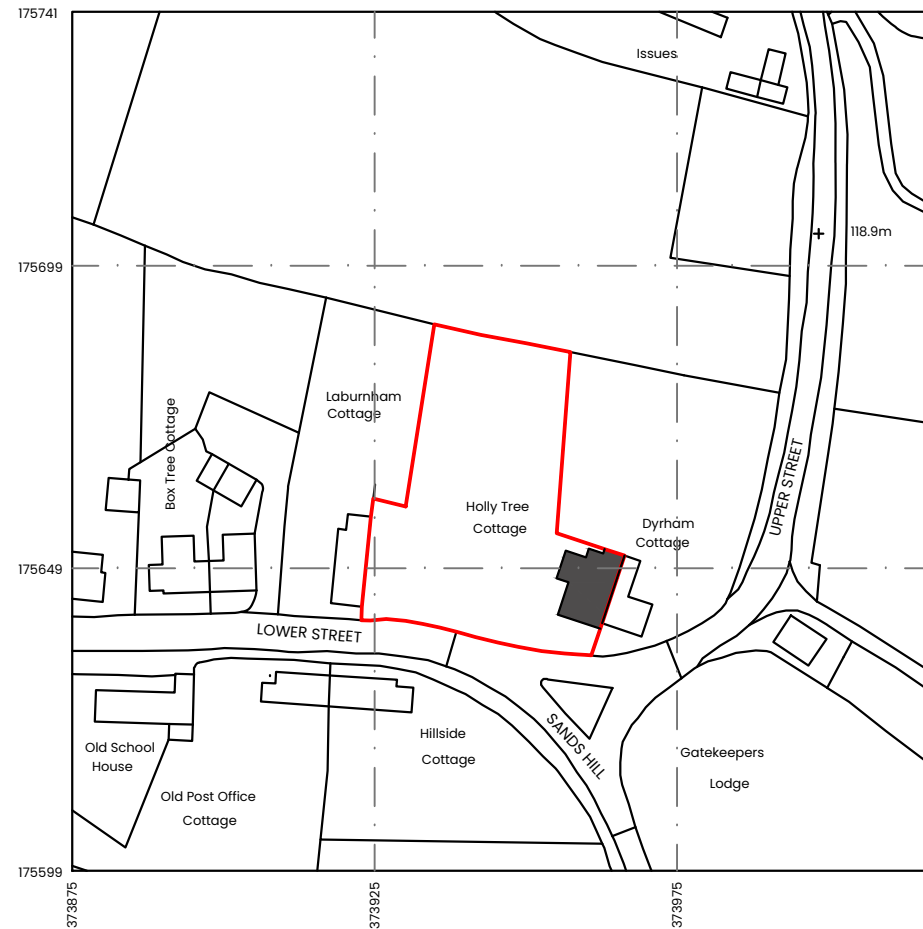 175741
Issues
118.9m
175699
Laburnham
Cottage
Box Tree Cottage
UPPER STREET
Holly Tree
Cottage
Dyrham
Cottage
175649
LOWER STREET
SANDS HILL
Hillside
Cottage
Old School
House
Gatekeepers
Lodge
Old Post Office
Cottage
175599
373875
373925
373975